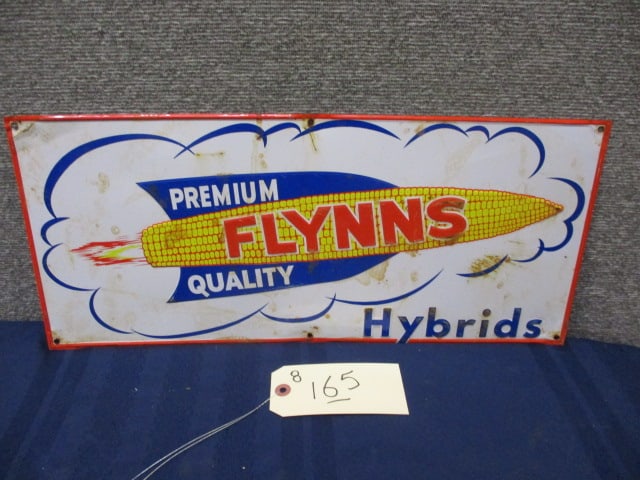 PREMIUM
FLYNNS
QUALITY
Hybrids
8
165